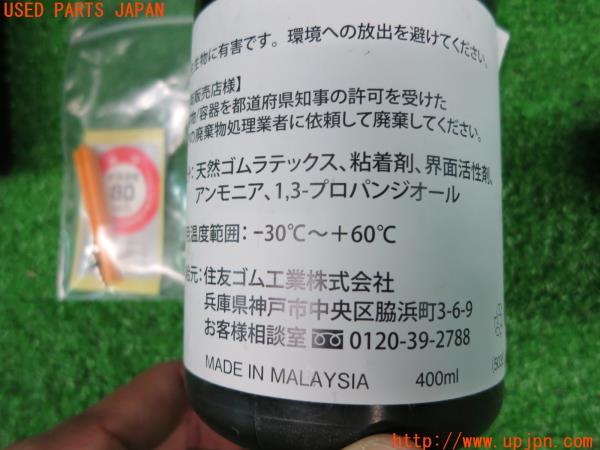 USED PARTS JAPAN
生物に有害です。環境への放出を避けてください。
販売店様】
物/容器を都道府県知事の許可を受けた
の廃棄物処理業者に依頼して廃棄してください。
：天然ゴムラテックス、粘着剤、界面活性剤、
アンモニア、1,3-プロパンジオール
温度範囲：−30℃～＋60℃
元：住友ゴム工業株式会社
兵庫県神戸市中央区脇浜町3-6-9
お客様相談室 0120-39-2788
MADE IN MALAYSIA 400ml
80
http://www.upjpn.com/